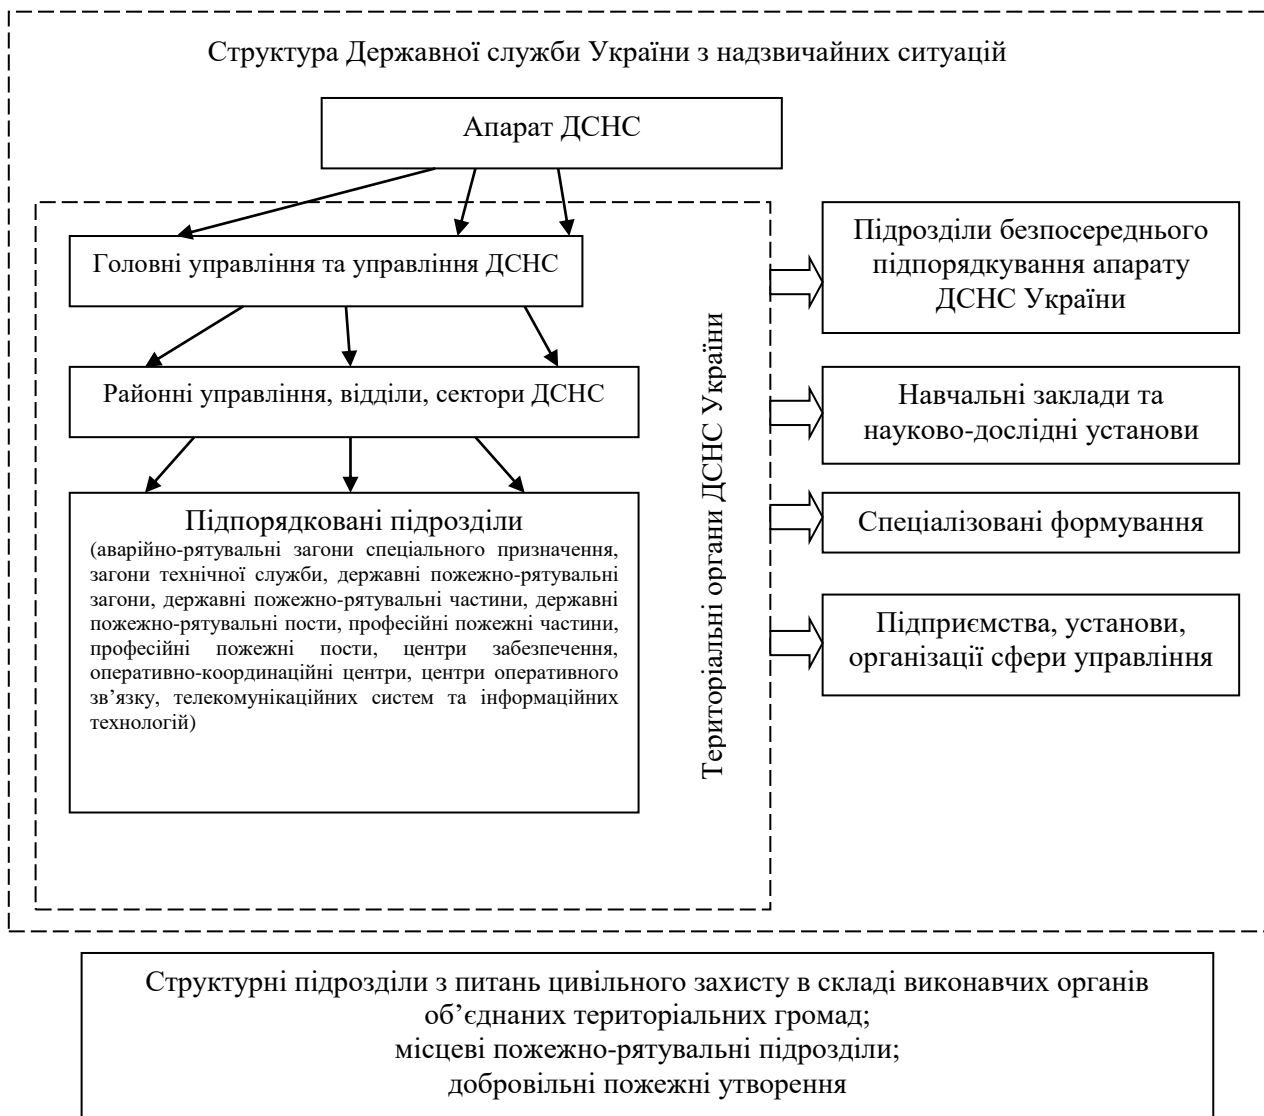 Структура Державної служби України з надзвичайних ситуацій
Апарат ДСНС
Головні управління та управління ДСНС
Районні управління, відділи, сектори ДСНС
Підпорядковані підрозділи
(аварійно-рятувальні загони спеціального призначення,
загони технічної служби, державні пожежно-рятувальні
загони, державні пожежно-рятувальні частини, державні
пожежно-рятувальні пости, професійні пожежні частини,
професійні пожежні пости, центри забезпечення,
оперативно-координаційні центри, центри оперативного
зв’язку, телекомунікаційних систем та інформаційних
технологій)
Територіальні органи ДСНС України
Підрозділи безпосереднього
підпорядкування апарату
ДСНС України
Навчальні заклади та
науково-дослідні установи
Спеціалізовані формування
Підприємства, установи,
організації сфери управління
Структурні підрозділи з питань цивільного захисту в складі виконавчих органів
об’єднаних територіальних громад;
місцеві пожежно-рятувальні підрозділи;
добровільні пожежні утворення